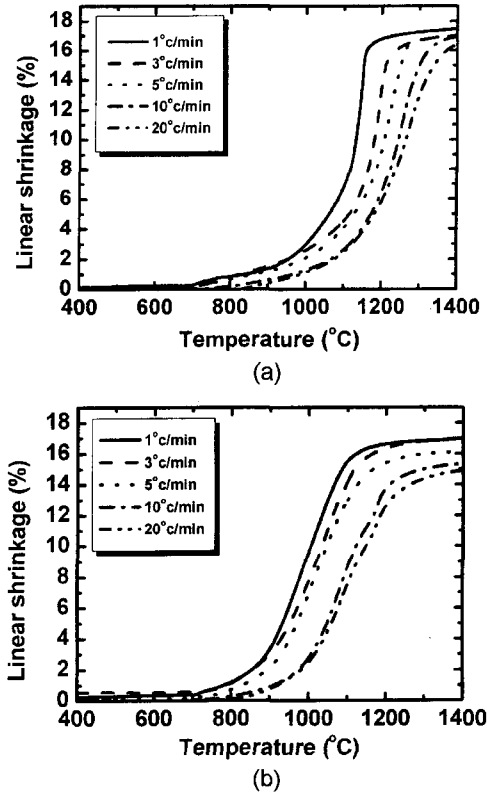 18
16
14
12
10
8
6
4
2
0
Linear shrinkage (%)
1°c/min
3°c/min
5°c/min
10°c/min
20°c/min
400 600 800 1000 1200 1400
Temperature (°C)
(a)
18
16
14
12
10
8
6
4
2
0
Linear shrinkage (%)
1°c/min
3°c/min
5°c/min
10°c/min
20°c/min
400 600 800 1000 1200 1400
Temperature (°C)
(b)